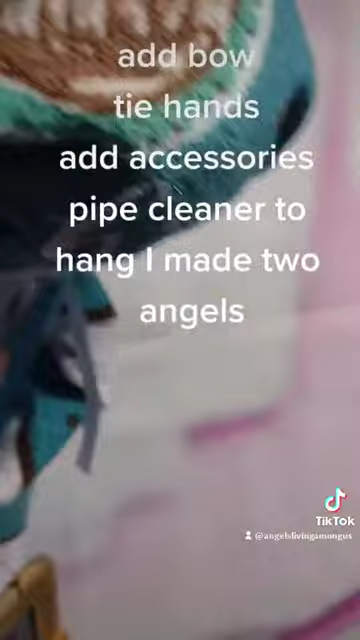 add bow
tie hands
add accessories
pipe cleaner to
hang I made two
angels
TikTok
@angelslivingamongus